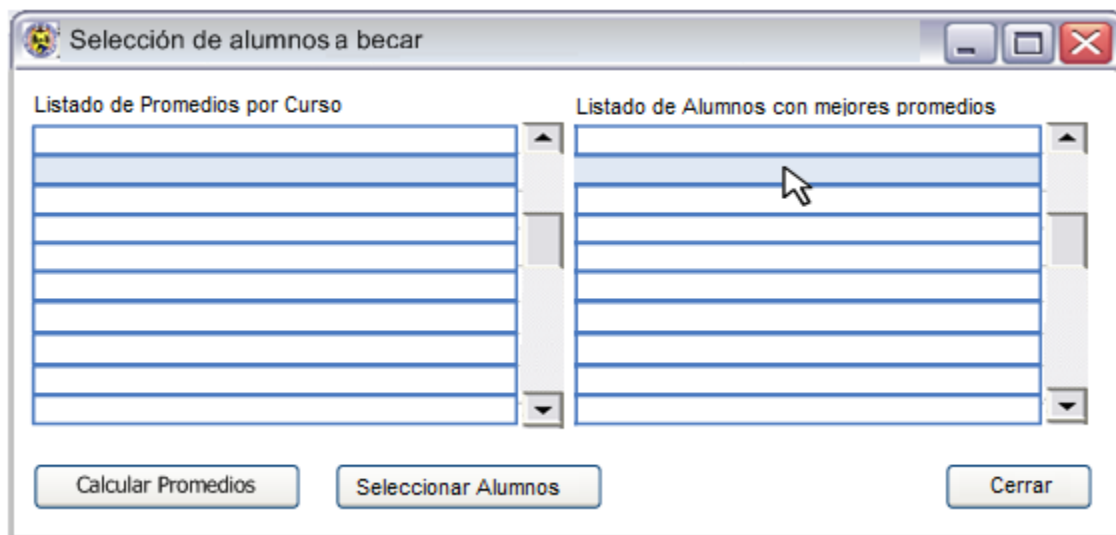 Selección de alumnos a becar
Listado de Promedios por Curso
Listado de Alumnos con mejores promedios
Calcular Promedios
Seleccionar Alumnos
Cerrar